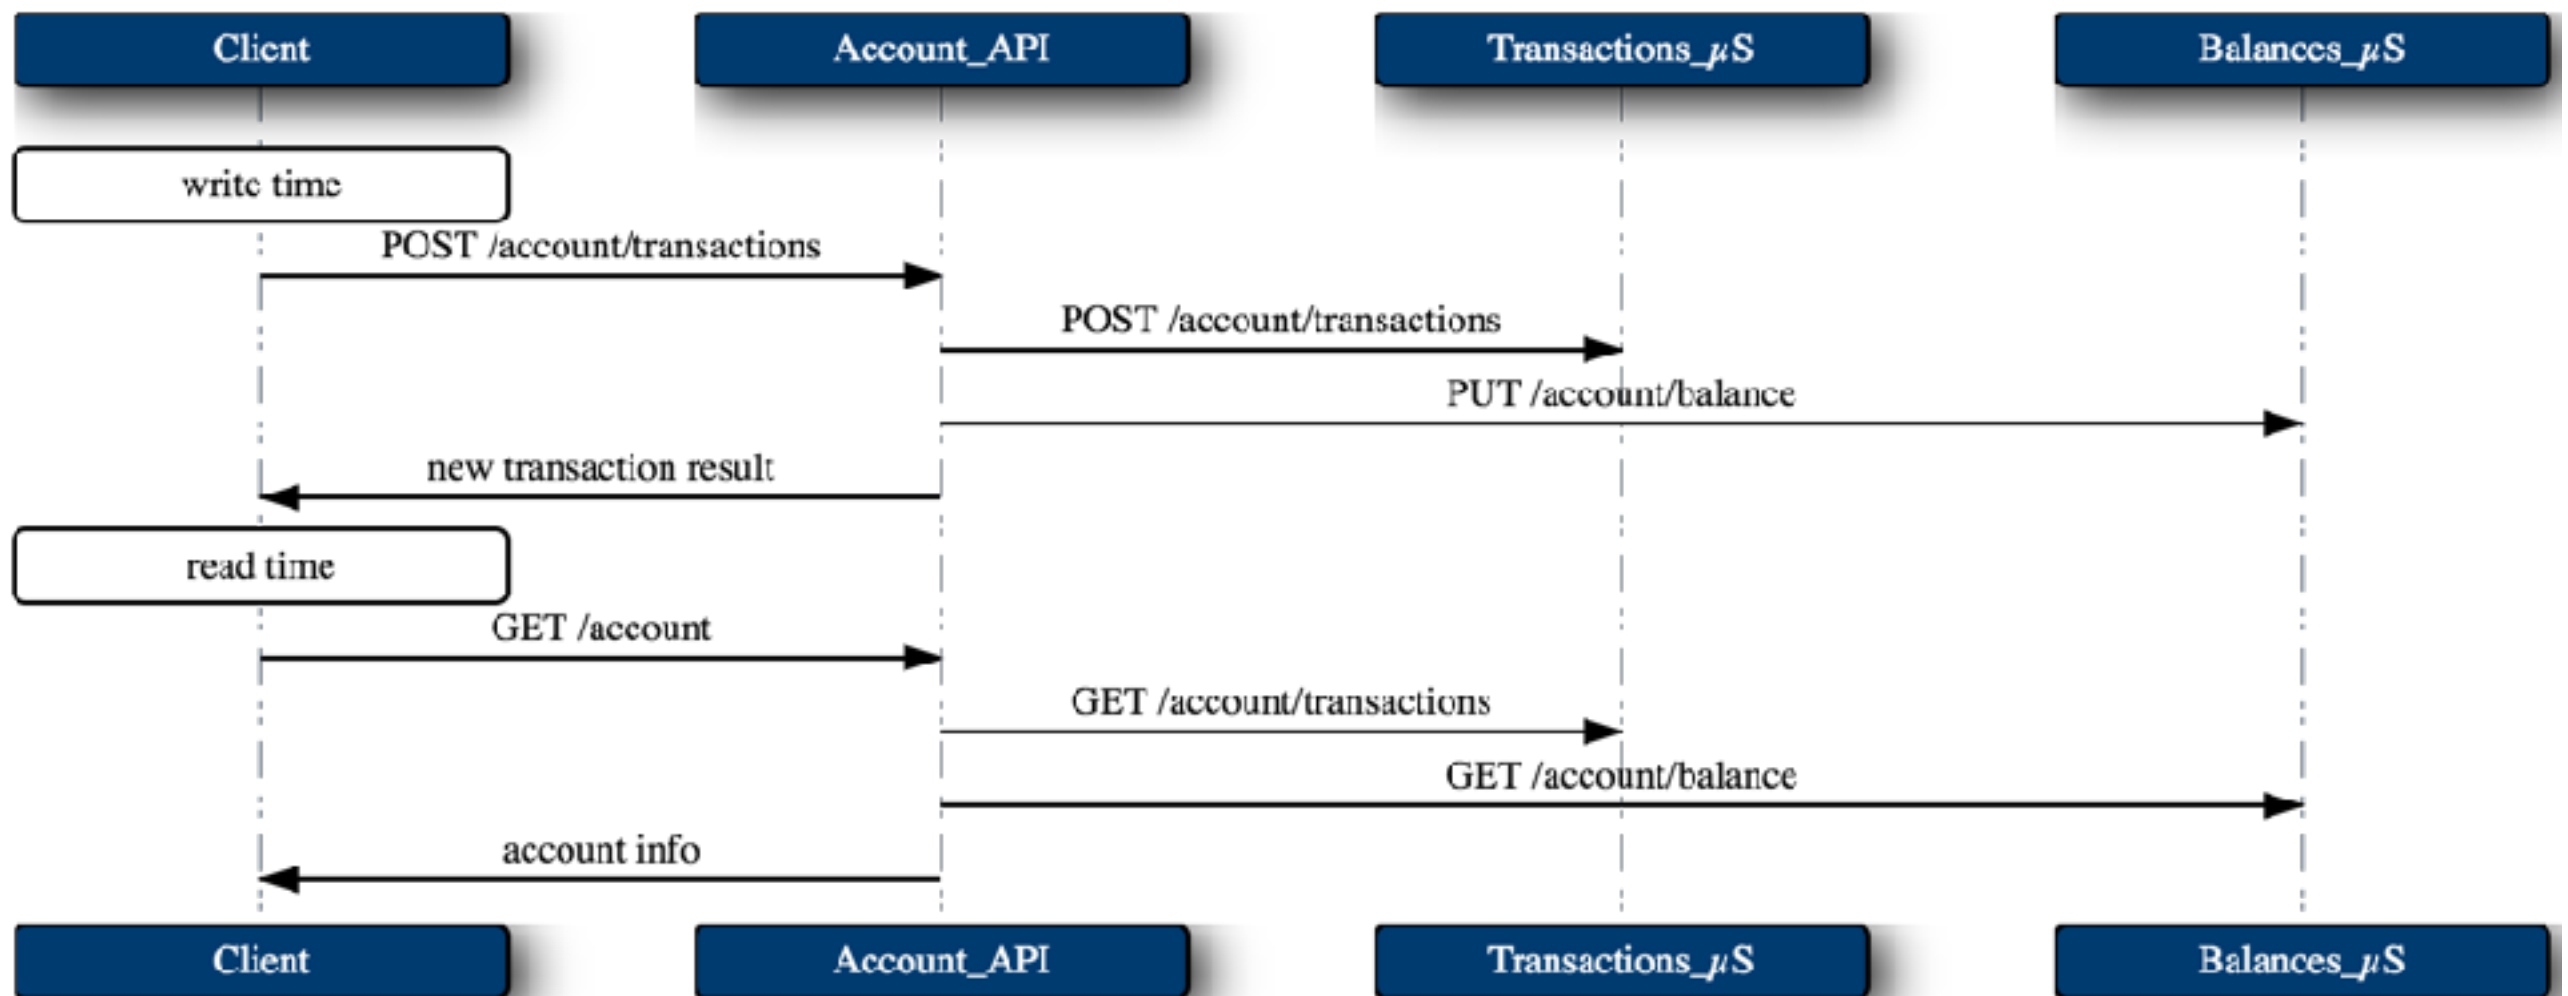 Client
Account_API
Transactions_μS
Balances_μS
write time
POST /account/transactions
POST /account/transactions
PUT /account/balance
new transaction result
read time
GET /account
GET /account/transactions
GET /account/balance
account info
Client
Account_API
Transactions_μS
Balances_μS